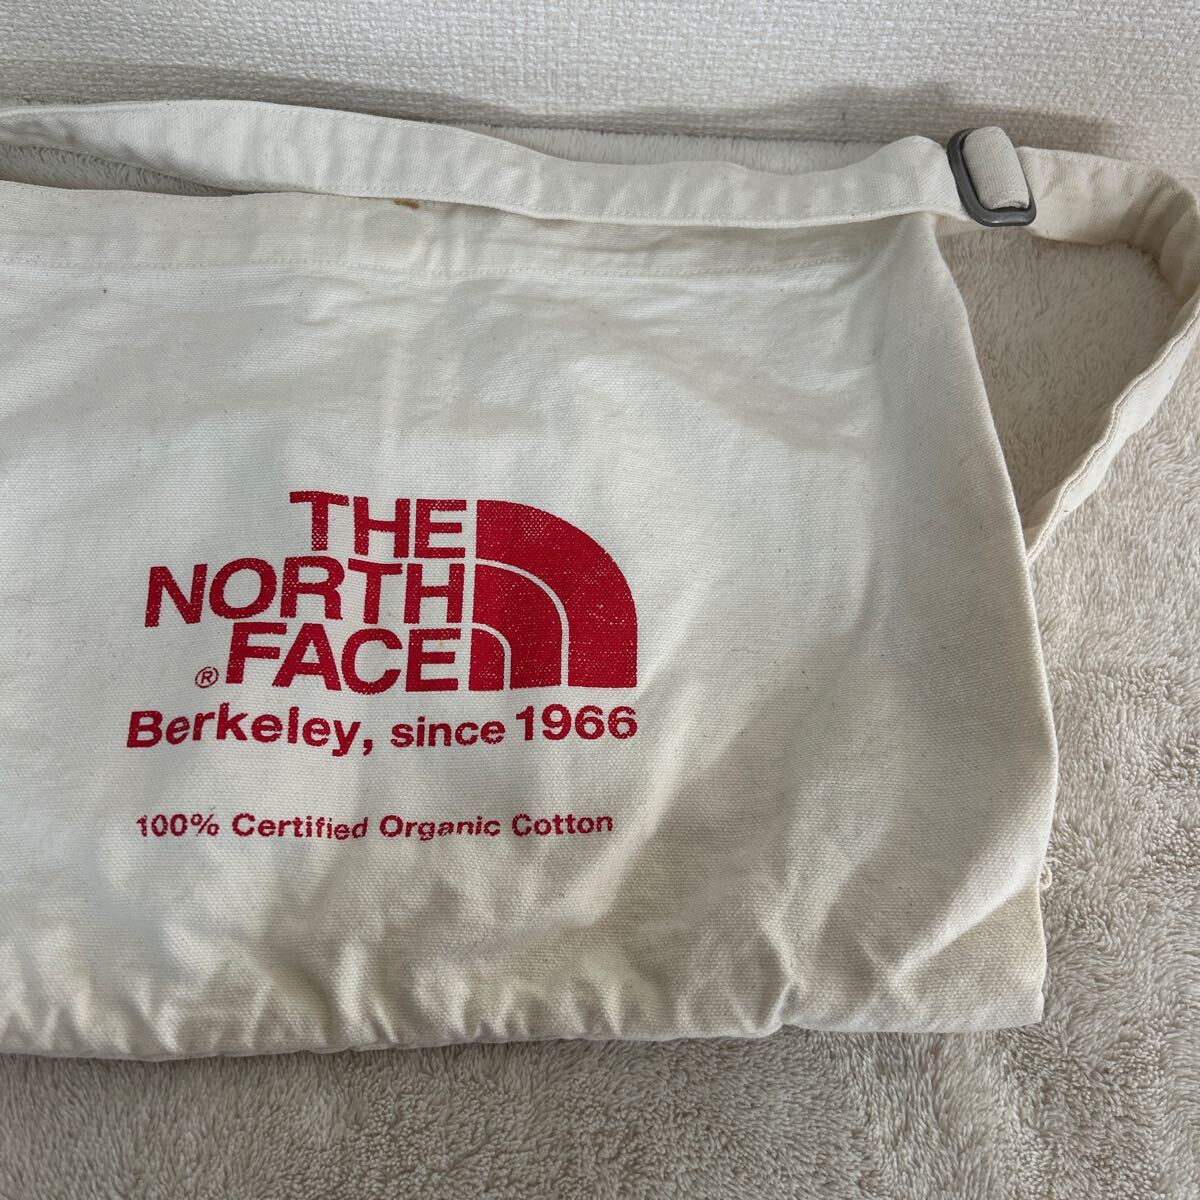 THE
NORTH
® FACE
Berkeley, since 1966
100% Certified Organic Cotton